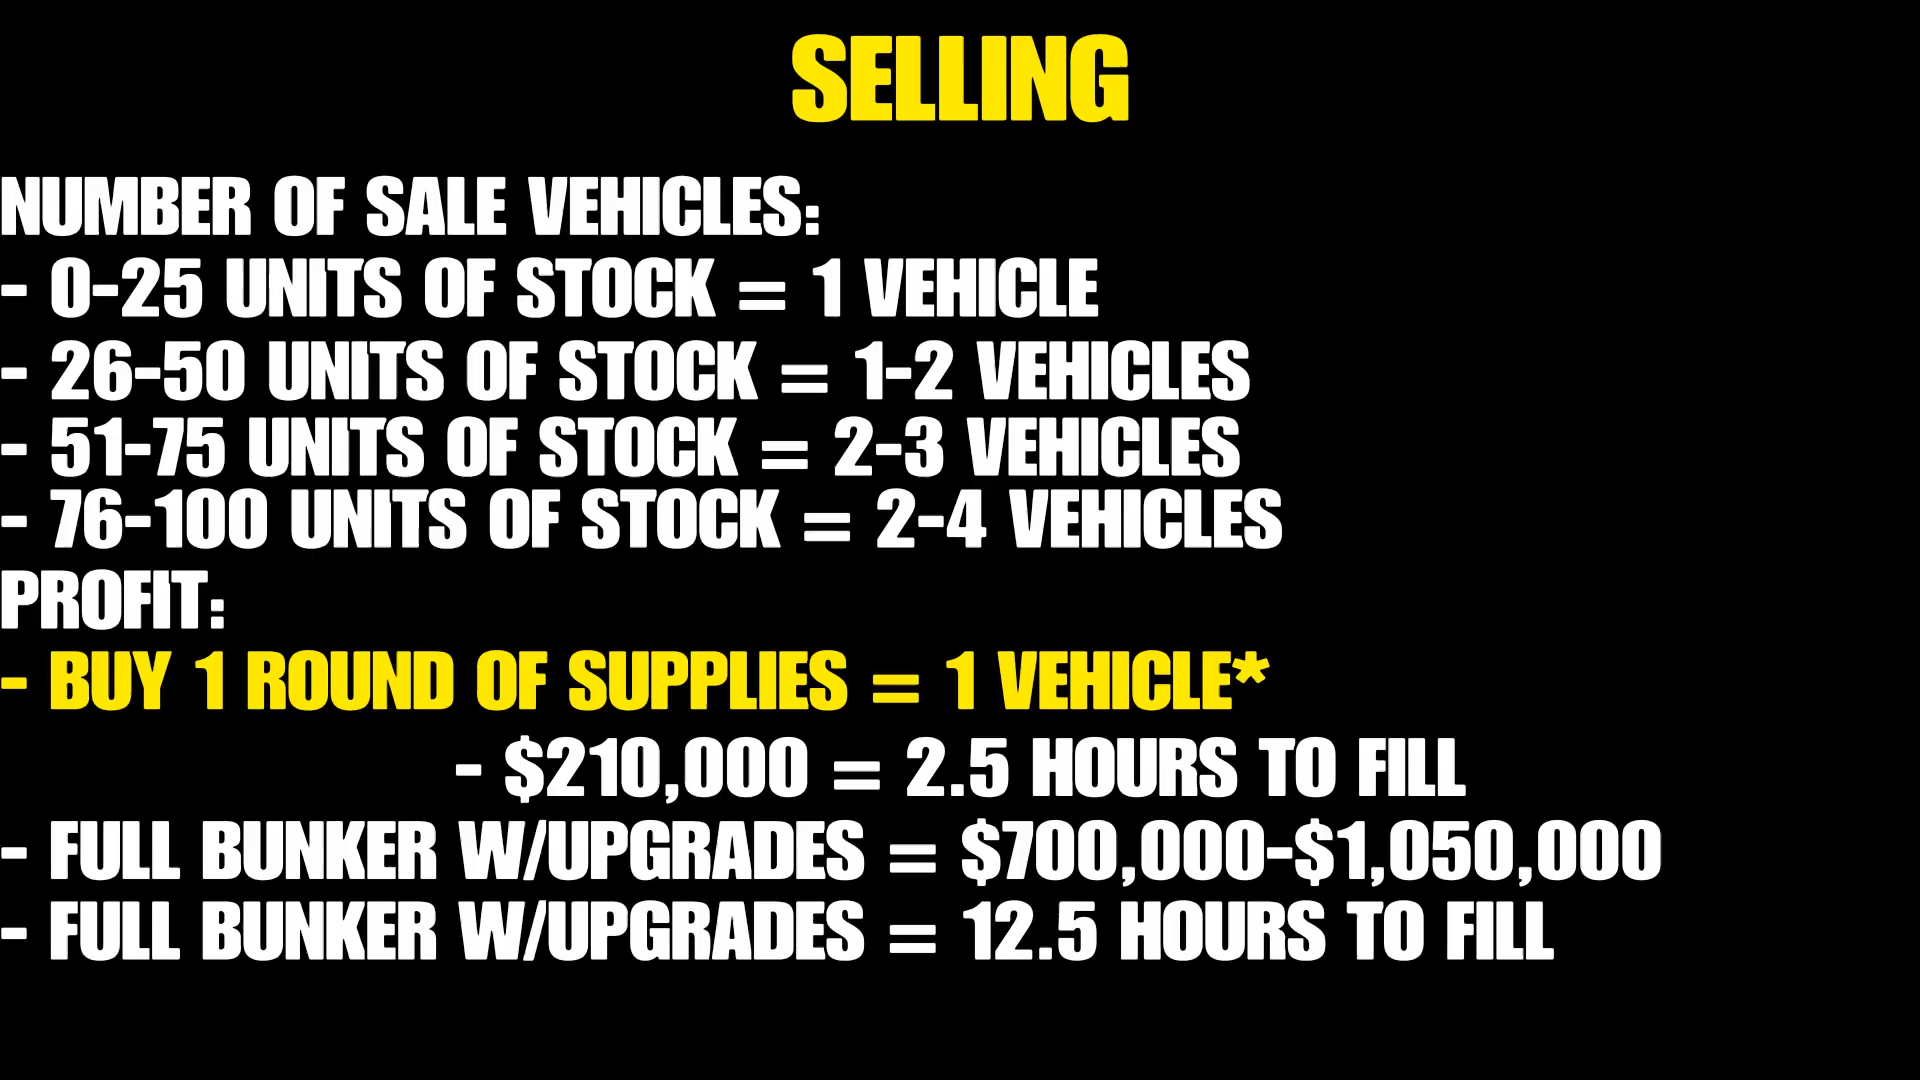 SELLING
NUMBER OF SALE VEHICLES:
- 0-25 UNITS OF STOCK = 1 VEHICLE
- 26-50 UNITS OF STOCK = 1-2 VEHICLES
- 51-75 UNITS OF STOCK = 2-3 VEHICLES
- 76-100 UNITS OF STOCK = 2-4 VEHICLES
PROFIT:
- BUY 1 ROUND OF SUPPLIES = 1 VEHICLE*
- $210,000 = 2.5 HOURS TO FILL
- FULL BUNKER W/UPGRADES = $700,000-$1,050,000
- FULL BUNKER W/UPGRADES = 12.5 HOURS TO FILL